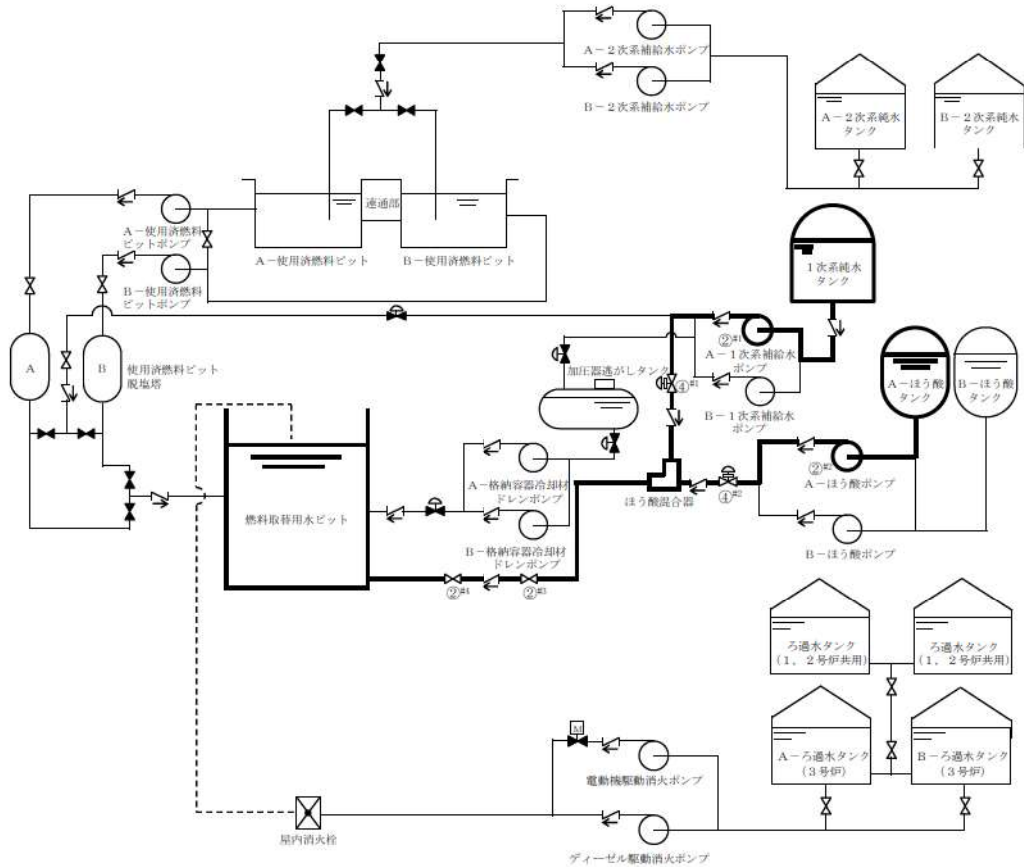 A－2次系補給水ポンプ
B－2次系補給水ポンプ
A－2次系純水
タンク
B－2次系純水
タンク
連通部
A－使用済燃料
ピットポンプ
A－使用済燃料ピット
B－使用済燃料ピット
B－使用済燃料
ピットポンプ
1次系純水
タンク
②#1
A－1次系補給水
ポンプ
A
B
使用済燃料ピット
脱塩塔
加圧器逃がしタンク
④#1
B－1次系補給水
ポンプ
A－ほう酸
タンク
B－ほう酸
タンク
②#2
A－ほう酸ポンプ
A－格納容器冷却材
ドレンポンプ
ほう酸混合器
④#2
燃料取替用水ピット
B－格納容器冷却材
ドレンポンプ
B－ほう酸ポンプ
②#4
②#3
ろ過水タンク
(1，2号炉共用)
ろ過水タンク
(1，2号炉共用)
M
電動機駆動消火ポンプ
A－ろ過水タンク
(3号炉)
B－ろ過水タンク
(3号炉)
屋内消火栓
ディーゼル駆動消火ポンプ